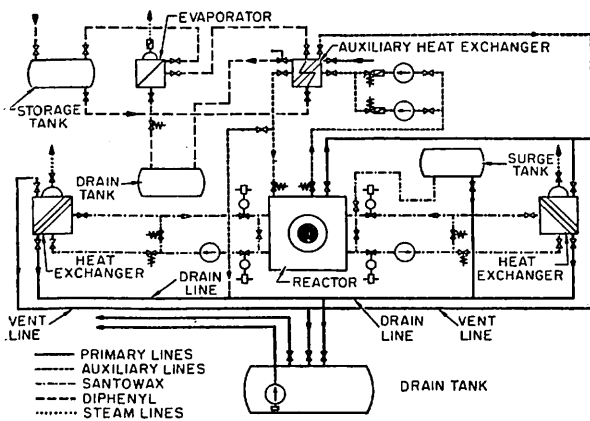 EVAPORATOR
AUXILIARY HEAT EXCHANGER
STORAGE
TANK
SURGE
TANK
DRAIN
TANK
HEAT
EXCHANGER
REACTOR
HEAT
EXCHANGER
DRAIN
LINE
VENT
LINE
DRAIN
LINE
VENT
LINE
PRIMARY LINES
AUXILIARY LINES
SANTOWAX
DIPHENYL
STEAM LINES
DRAIN TANK